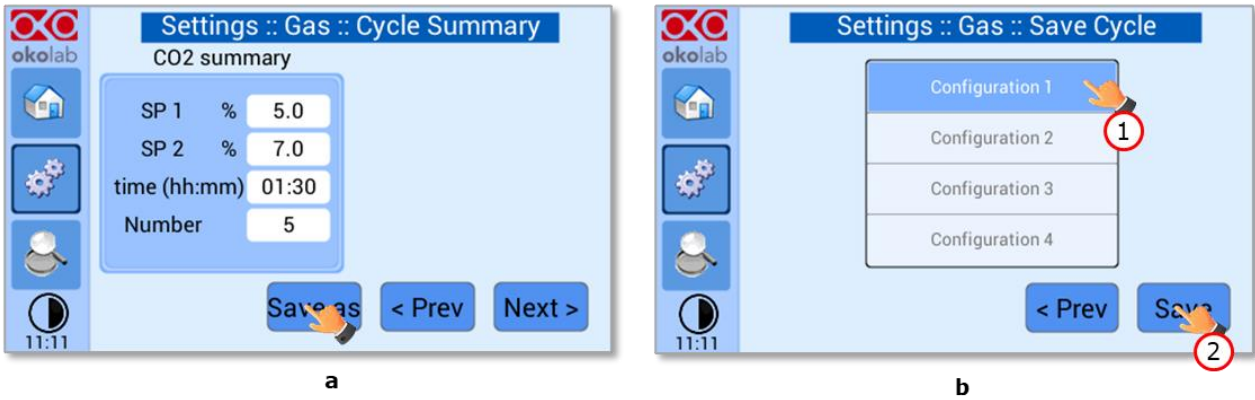 Settings :: Gas :: Cycle Summary
okolab
CO2 summary
SP 1 % 5.0
SP 2 % 7.0
time (hh:mm) 01:30
Number 5
Save as < Prev Next >
11:11
a
Settings :: Gas :: Save Cycle
okolab
Configuration 1
1
Configuration 2
Configuration 3
Configuration 4
< Prev Save
2
11:11
b